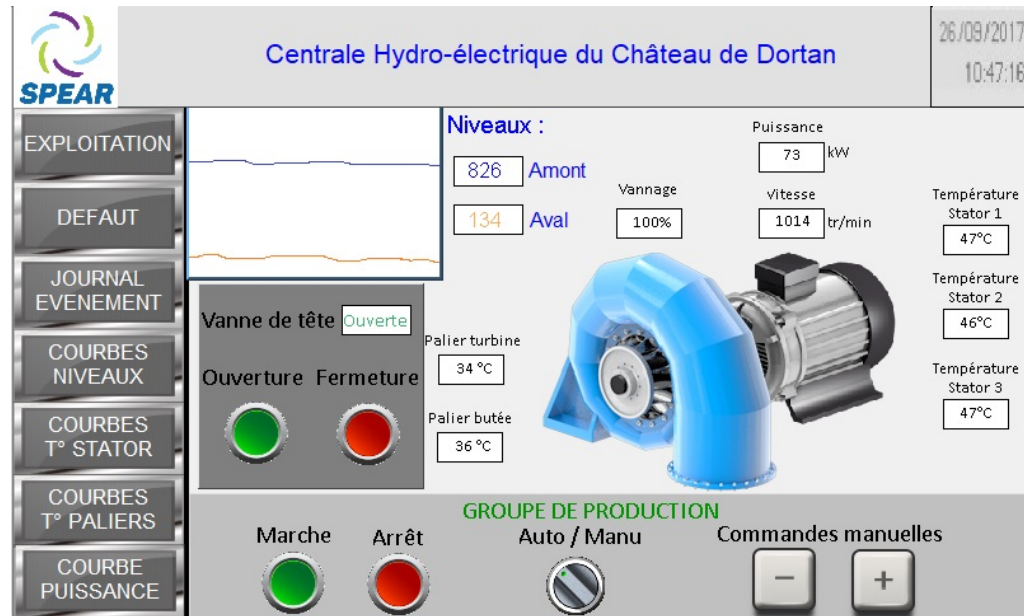 SPEAR
Centrale Hydro-électrique du Château de Dortan
26/09/2017
10:47:16
EXPLOITATION
DEFAUT
JOURNAL
EVENEMENT
COURBES
NIVEAUX
COURBES
T° STATOR
COURBES
T° PALIERS
COURBE
PUISSANCE
Niveaux :
826 Amont
134 Aval
Vannage
100%
Puissance
73 kW
Vitesse
1014 tr/min
Température
Stator 1
47°C
Température
Stator 2
46°C
Température
Stator 3
47°C
Vanne de tête Ouverte
Ouverture Fermeture
Palier turbine
34 °C
Palier butée
36 °C
GROUPE DE PRODUCTION
Marche Arrêt Auto / Manu Commandes manuelles
− +